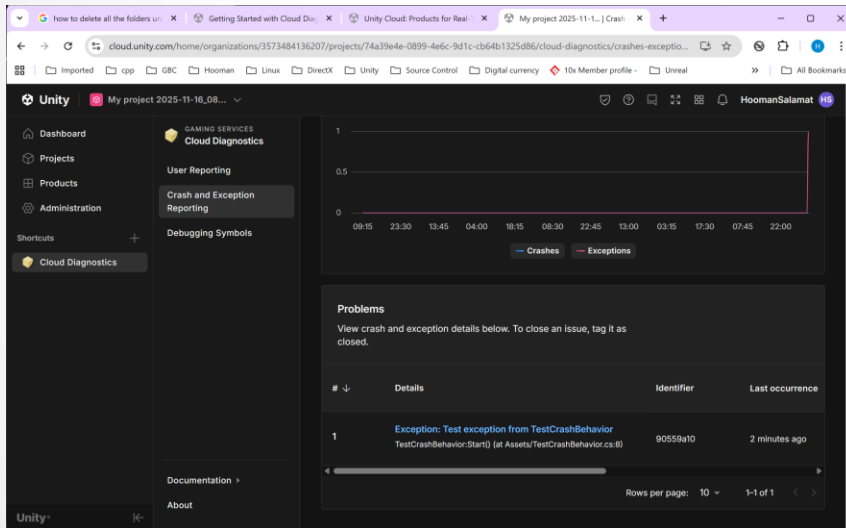 how to delete all the folders un
Getting Started with Cloud Diag
Unity Cloud: Products for Real-
My project 2025-11-1... | Crash
cloud.unity.com/home/organizations/3573484136207/projects/74a39e4e-0899-4e6c-9d1c-cb64b1325d86/cloud-diagnostics/crashes-exceptio...
H
Imported
cpp
GBC
Hooman
Linux
DirectX
Unity
Source Control
Digital currency
10x Member profile -
Unreal
»
All Bookmarks
Unity
My project 2025-11-16_08...
HoomanSalamat
HS
Dashboard
Projects
Products
Administration
Shortcuts
Cloud Diagnostics
Unity
GAMING SERVICES
Cloud Diagnostics
User Reporting
Crash and Exception
Reporting
Debugging Symbols
Documentation
About
1
0.5
0
09:15 23:30 13:45 04:00 18:15 08:30 22:45 13:00 03:15 17:30 07:45 22:00
Crashes Exceptions
Problems
View crash and exception details below. To close an issue, tag it as
closed.
# Details Identifier Last occurrence
1
Exception: Test exception from TestCrashBehavior
TestCrashBehavior:Start() (at Assets/TestCrashBehavior.cs:8)
90559a10
2 minutes ago
Rows per page: 10 1-1 of 1